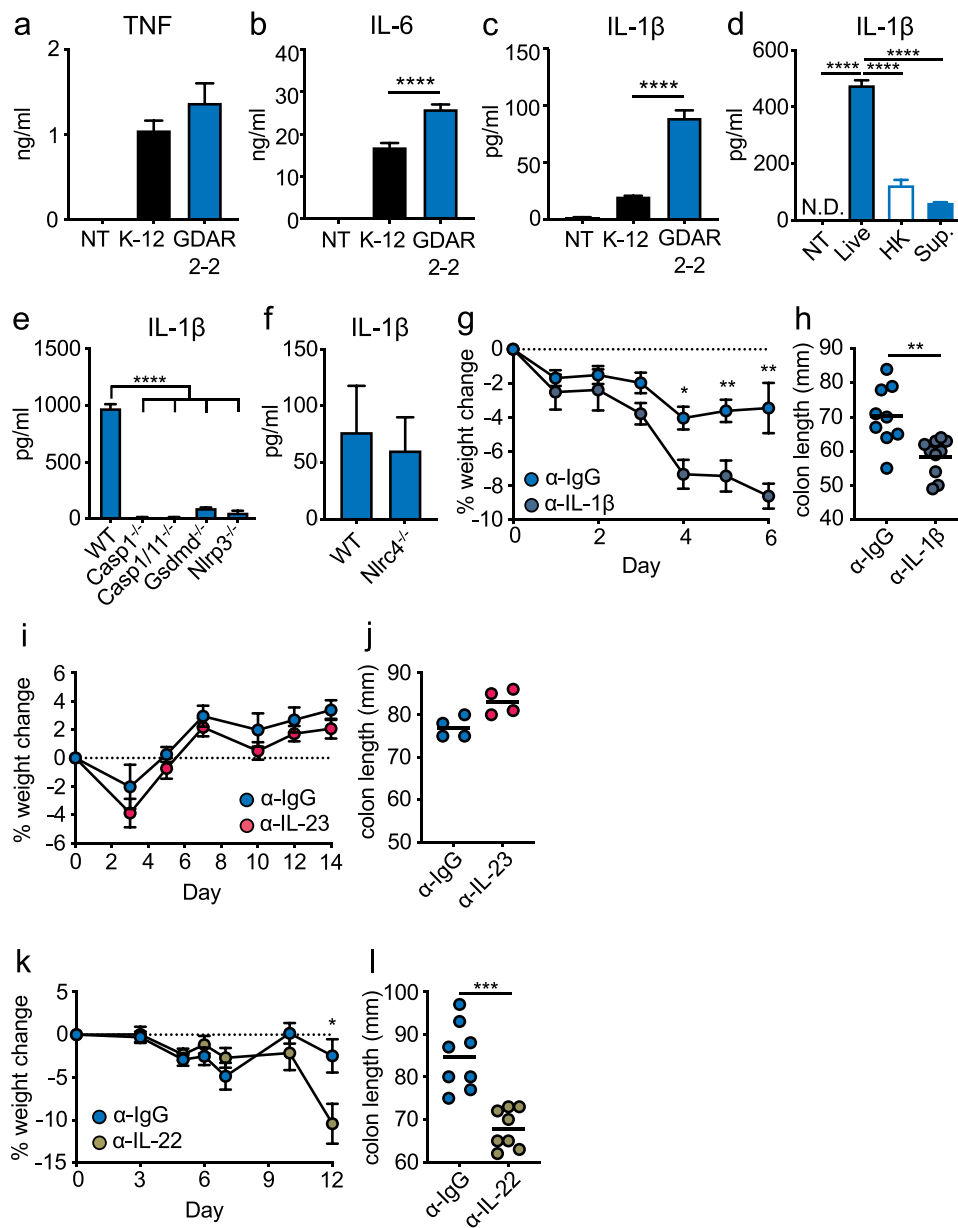 a
TNF
ng/ml
2
1
0
NT K-12 GDAR
2-2
b
IL-6
ng/ml
40
30
20
10
0
****
NT K-12 GDAR
2-2
c
IL-1β
pg/ml
150
100
50
0
****
NT K-12 GDAR
2-2
d
IL-1β
pg/ml
600
400
200
0
****
**** ****
N.D.
NT
Live
HK
Sup.
e
IL-1β
pg/ml
1500
1000
500
0
****
WT
Casp1-/-
Casp1/11-/-
Gsdmd-/-
Nlrp3-/-
f
IL-1β
pg/ml
150
100
50
0
WT
Nlrc4-/-
g
% weight change
0
-2
-4
-6
-8
-10
* ** **
α-IgG
α-IL-1β
0 2 4 6
Day
h
colon length (mm)
90
80
70
60
50
40
**
α-IgG
α-IL-1β
i
% weight change
6
4
2
0
-2
-4
-6
α-IgG
α-IL-23
0 2 4 6 8 10 12 14
Day
j
colon length (mm)
90
80
70
60
50
α-IgG
α-IL-23
k
% weight change
5
0
-5
-10
-15
*
α-IgG
α-IL-22
0 3 6 9 12
Day
l
colon length (mm)
100
90
80
70
60
***
α-IgG
α-IL-22